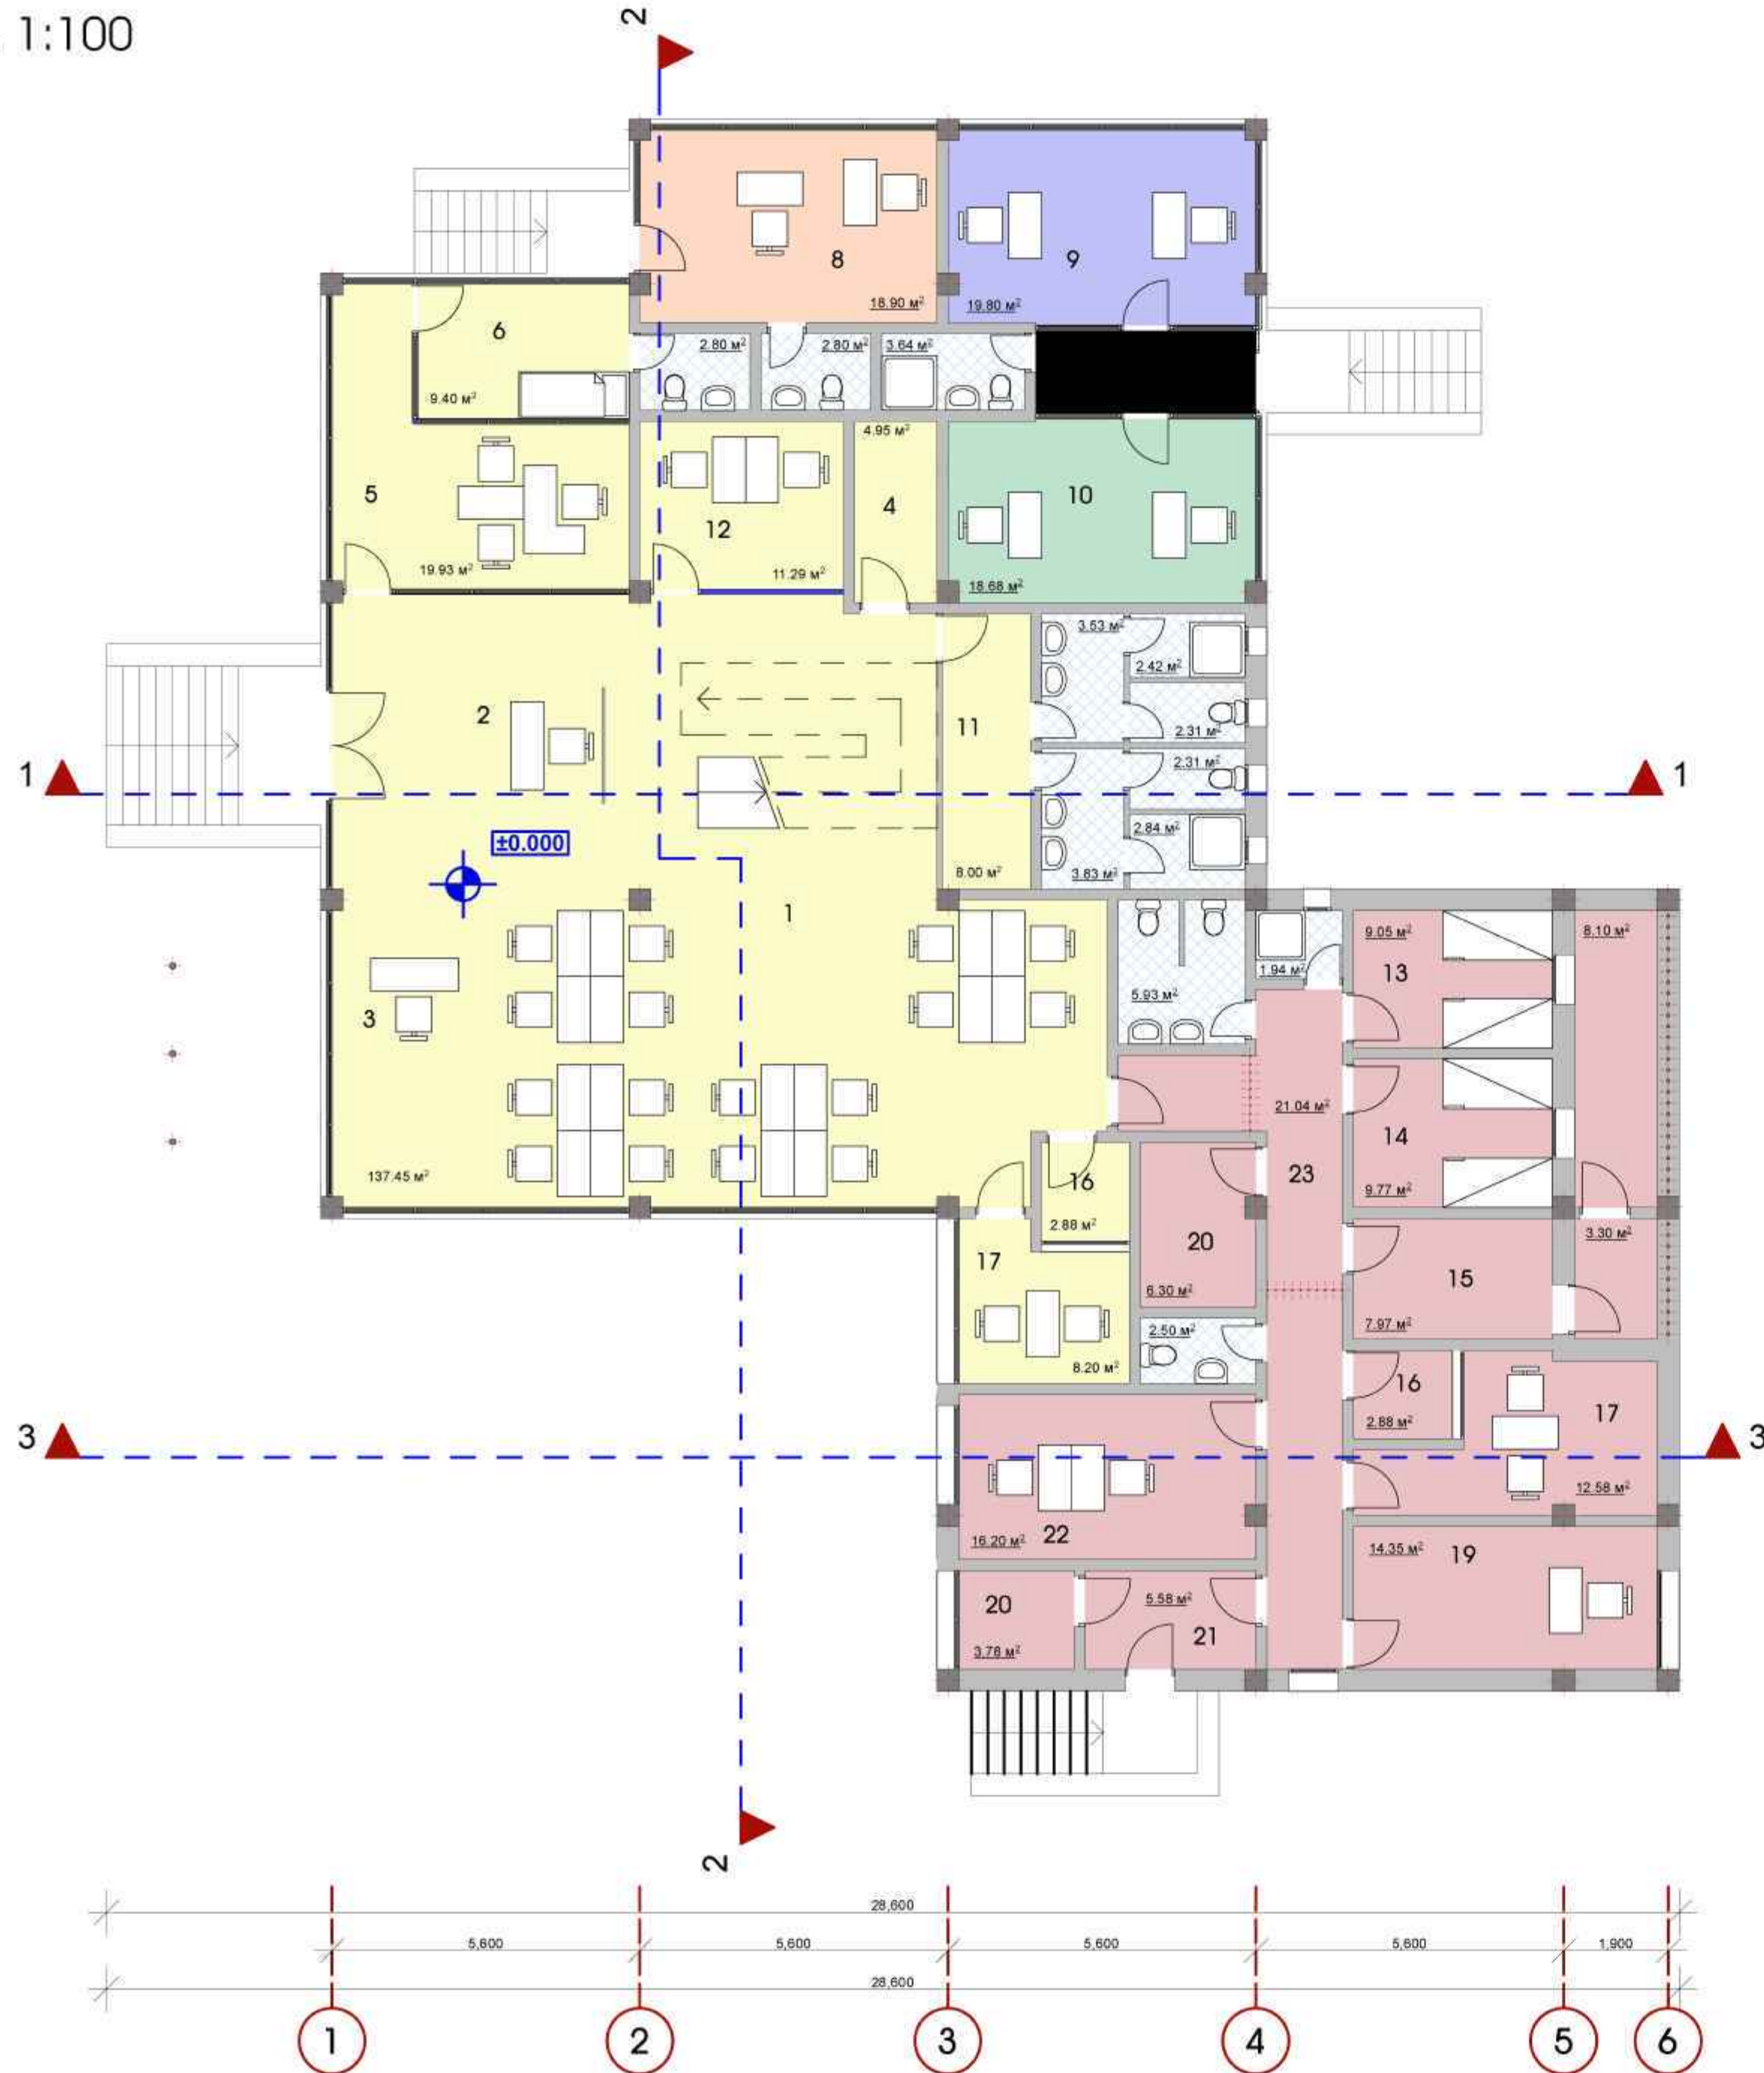 1:100
2
8
18.90 м²
9
19.80 м²
6
9.40 м²
2.80 м²
2.80 м²
3.64 м²
5
19.93 м²
12
11.29 м²
4.95 м²
4
10
18.68 м²
3.53 м²
2.42 м²
2.31 м²
2
11
8.00 м²
2.31 м²
2.84 м²
3.83 м²
1
1
±0.000
1
3
137.45 м²
5.93 м²
1.94 м²
9.05 м²
13
8.10 м²
21.04 м²
14
9.77 м²
23
16
2.88 м²
20
6.30 м²
3.30 м²
15
7.97 м²
17
8.20 м²
2.50 м²
16
2.88 м²
17
12.58 м²
3
3
22
16.20 м²
14.35 м²
19
20
3.78 м²
5.58 м²
21
2
28,600
5,600
5,600
5,600
5,600
1,900
28,600
1
2
3
4
5
6